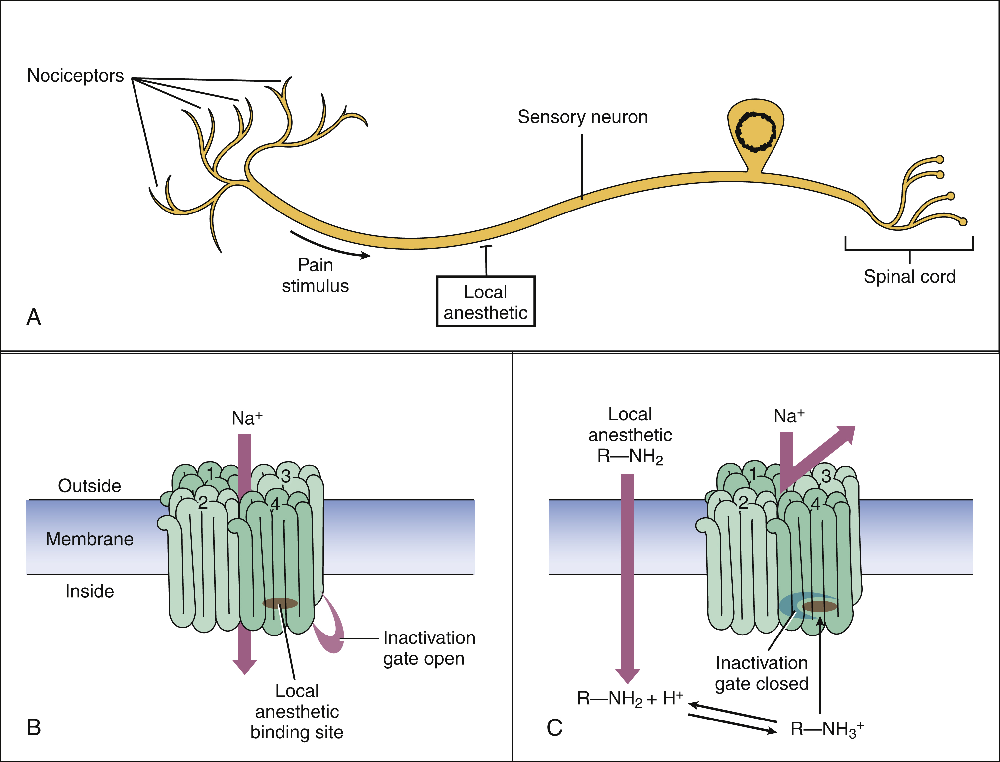 Nociceptors
Sensory neuron
Pain
stimulus
Local
anesthetic
Spinal cord
A
Na+
1
3
2
4
Outside
Membrane
Inside
Inactivation
gate open
Local
anesthetic
binding site
B
Local
anesthetic
R—NH2
Na+
1
3
2
4
Inactivation
gate closed
R—NH2 + H+
R—NH3+
C